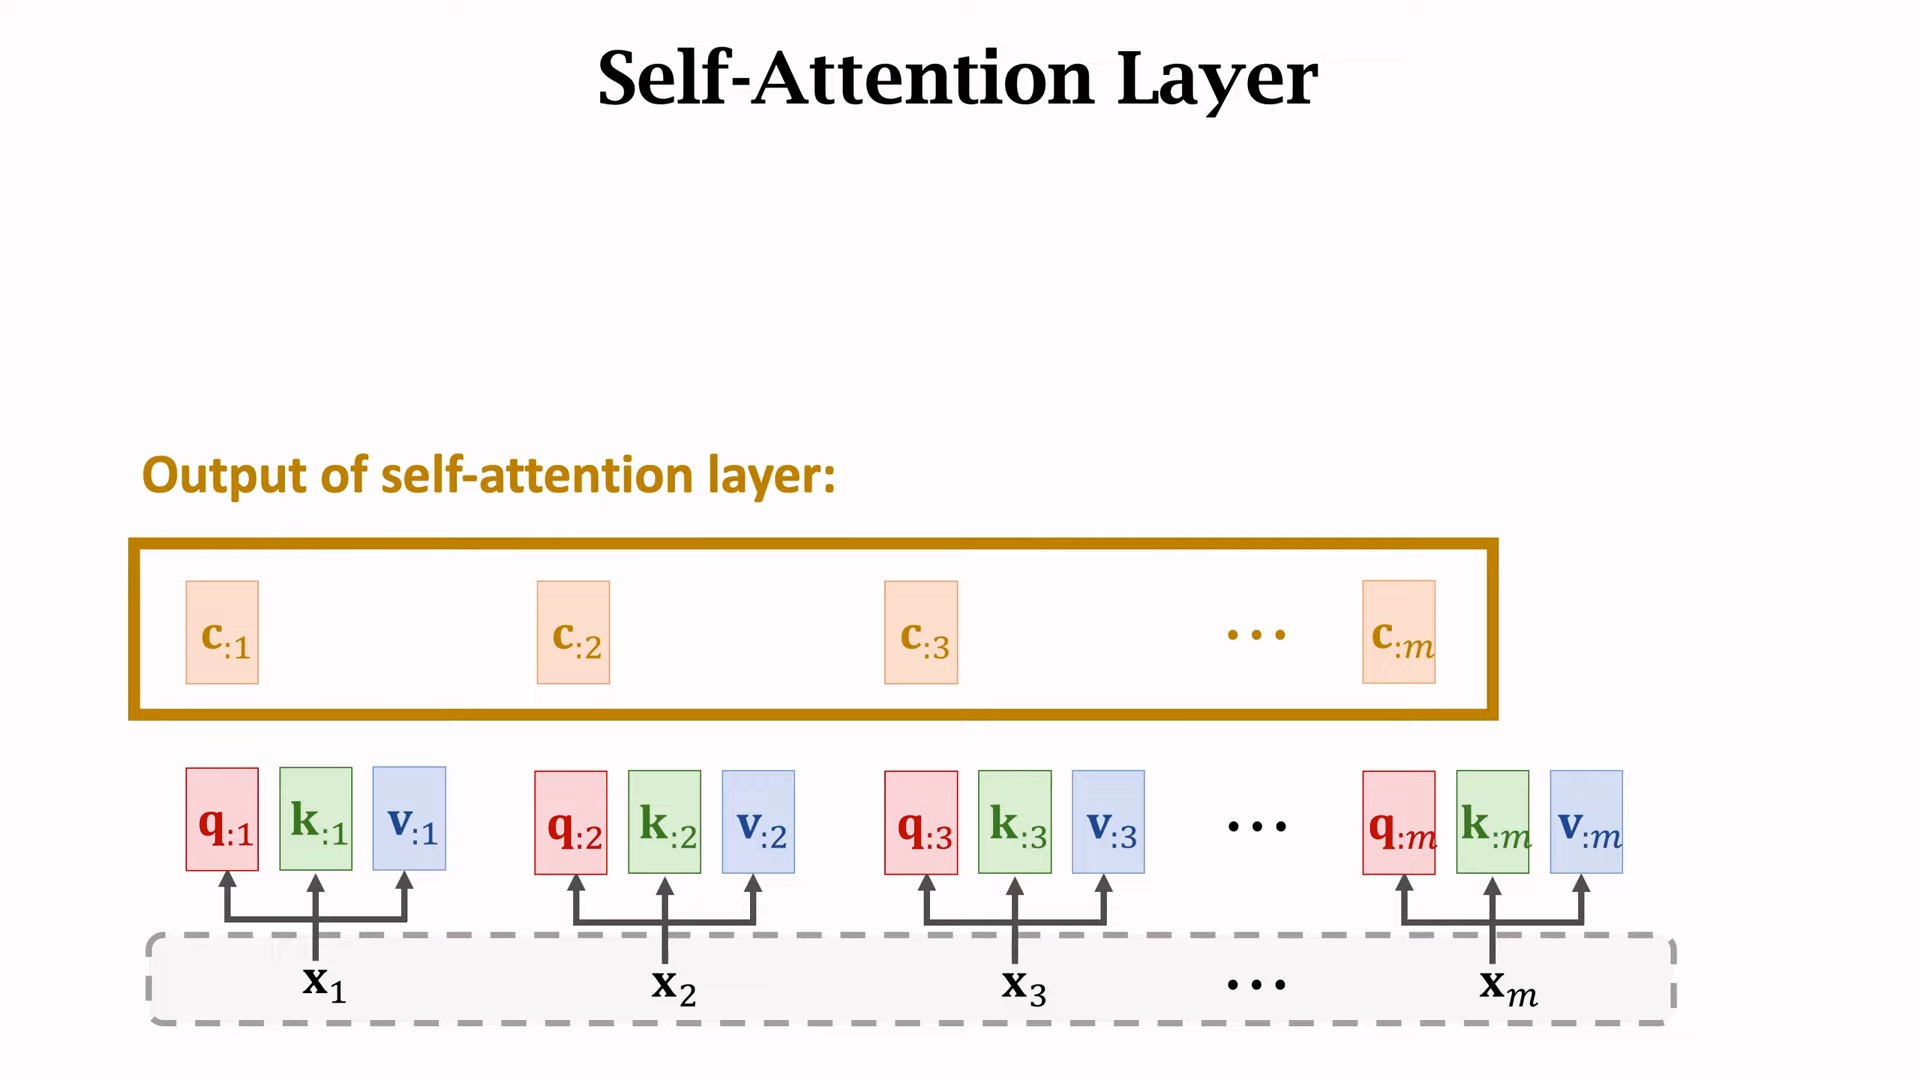 Self-Attention Layer
Output of self-attention layer:
c:1 c:2 c:3 ... c:m
q:1 k:1 v:1 q:2 k:2 v:2 q:3 k:3 v:3 ... q:m k:m v:m
x1 x2 x3 ... xm